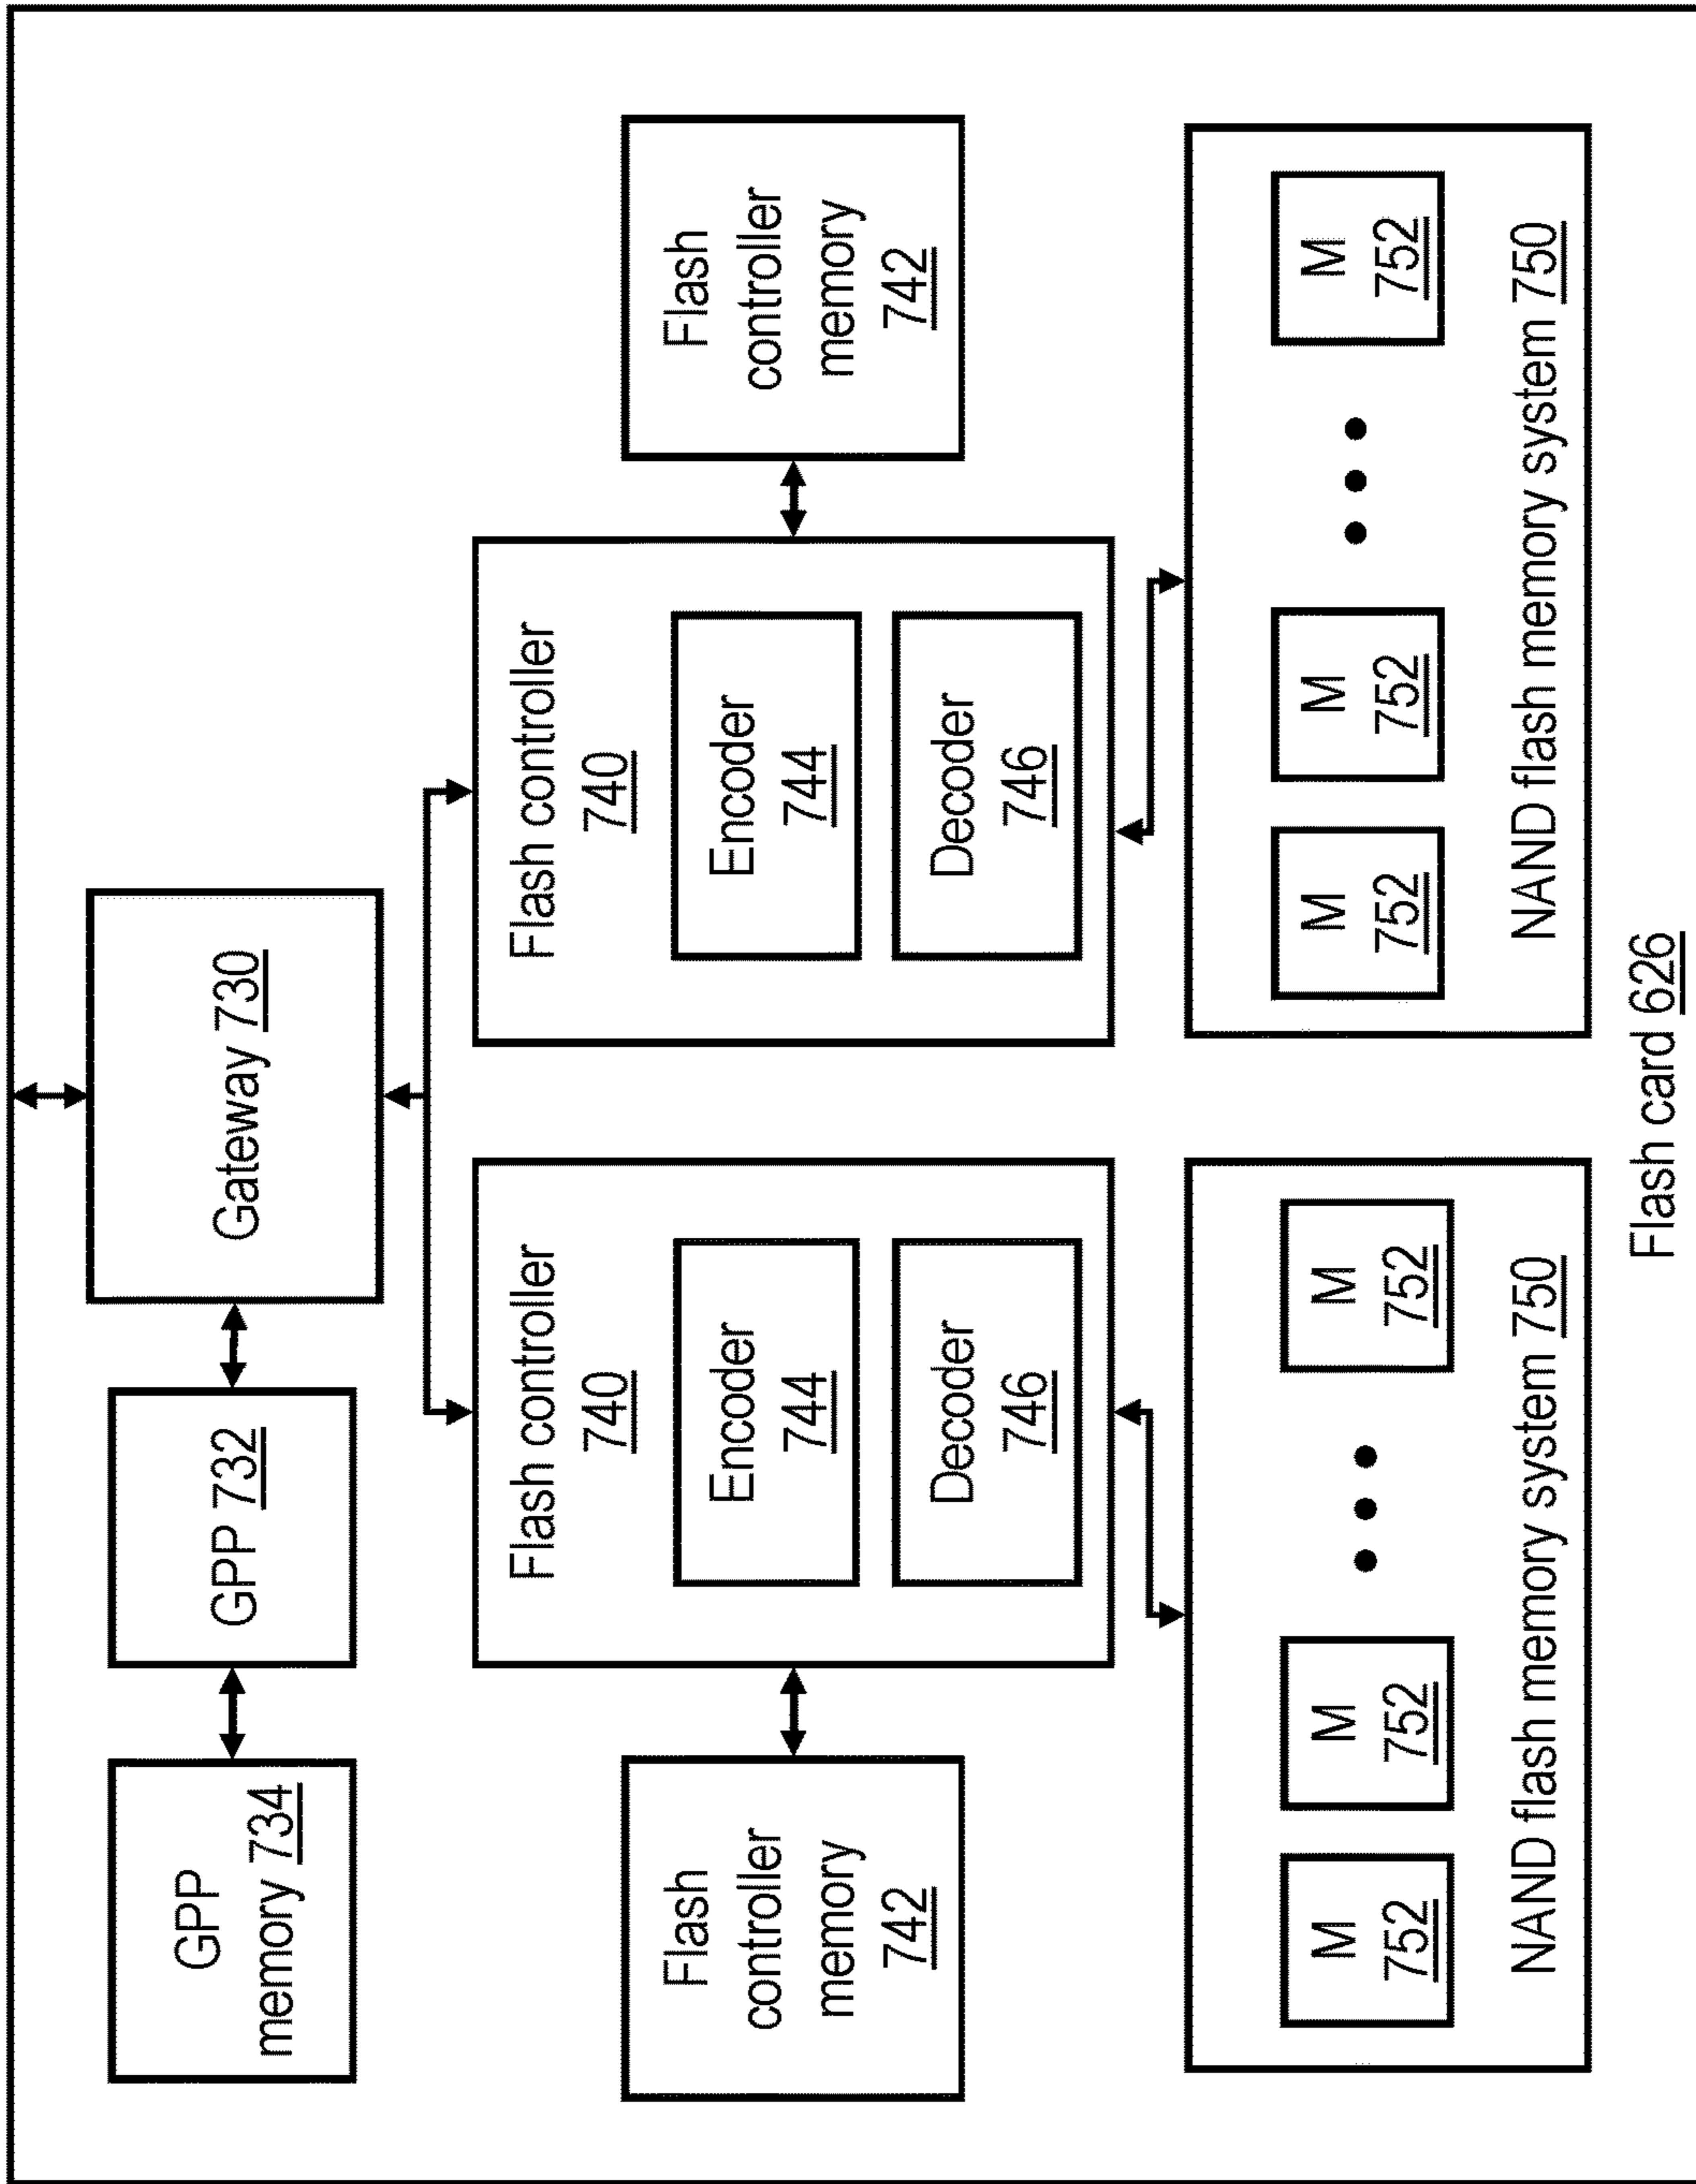 GPP
memory 734
GPP 732
Gateway 730
Flash
controller
memory
742
Flash controller
740
Encoder
744
Decoder
746
Flash controller
740
Encoder
744
Decoder
746
Flash
controller
memory
742
M
752
M
752
M
752
NAND flash memory system 750
M
752
M
752
M
752
NAND flash memory system 750
Flash card 626